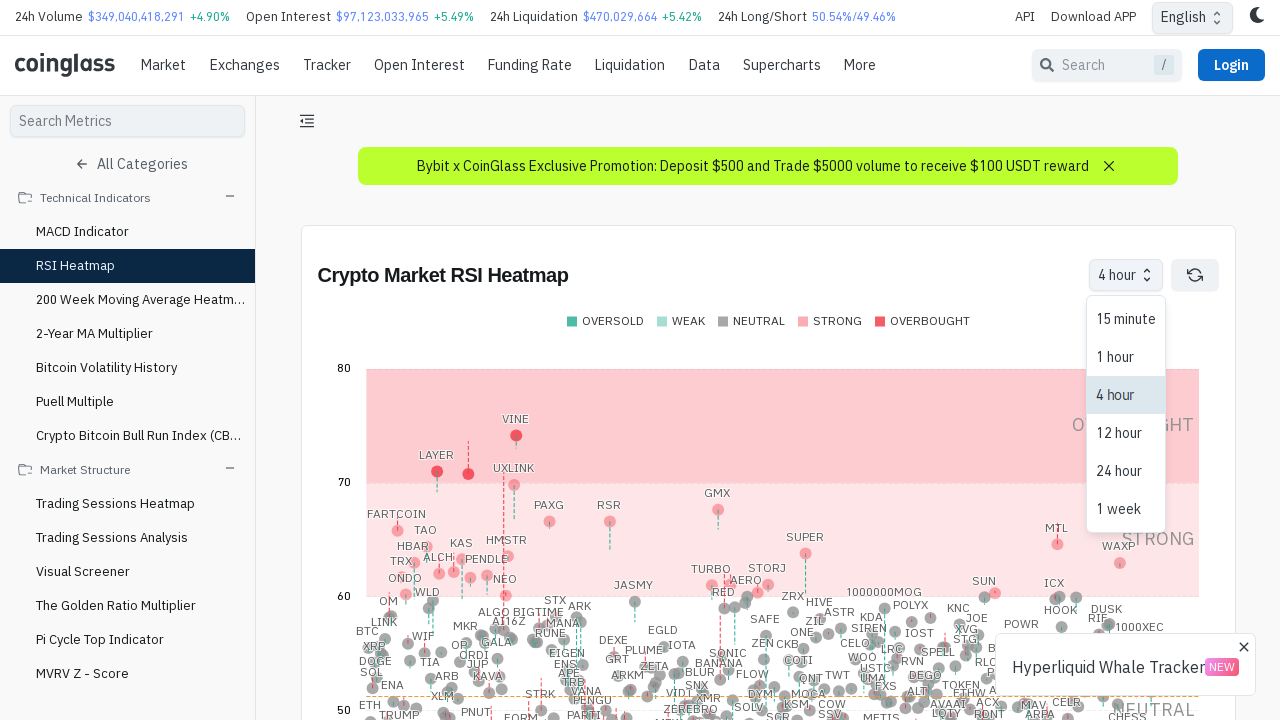 24h Volume $349,040,418,291 +4.90% Open Interest $97,123,033,965 +5.49% 24h Liquidation $470,029,664 +5.42% 24h Long/Short 50.54%/49.46% API Download APP English
coinglass Market Exchanges Tracker Open Interest Funding Rate Liquidation Data Supercharts More Search / Login
Search Metrics
All Categories
Technical Indicators
MACD Indicator
RSI Heatmap
200 Week Moving Average Heatm...
2-Year MA Multiplier
Bitcoin Volatility History
Puell Multiple
Crypto Bitcoin Bull Run Index (CB...
Market Structure
Trading Sessions Heatmap
Trading Sessions Analysis
Visual Screener
The Golden Ratio Multiplier
Pi Cycle Top Indicator
MVRV Z - Score
Bybit x CoinGlass Exclusive Promotion: Deposit $500 and Trade $5000 volume to receive $100 USDT reward
Crypto Market RSI Heatmap
4 hour
15 minute
1 hour
4 hour
12 hour
24 hour
1 week
OVERSOLD WEAK NEUTRAL STRONG OVERBOUGHT
80
VINE
LAYER UXLINK
70
GMX
PAXG RSR
FARTCOIN
TAO MTL
STRONG
SUPER
HBAR KAS HMSTR WAXP
TRX ALCH PENDLE
TURBO STORJ
ONDO NEO AERO SUN ICX
JASMY
60 WLD RED ZRX 1000000MOG
OM STX HIVE POLYX KNC HOOK DUSK
LINK ALGO BIGTIME ARK ASTR JOE RIF
AI16Z MANA SAFE ZIL KDA POWR 1000XEC
BTC WIF RUNE EGLD ONE SIREN IOST XVG
XRP OP GALA DEXE IOTA ZEN CKB CELO LRC STG
DOGE TIA ORDI EIGEN GRT SONIC COTI WOO RVN SPELL
SOL JUP ENS ZETA BANANA USTC
ENA ARB KAVA APE ARKM PLUME BLUR FLOW QNT TWT UMA DEGO
XLM TRB VANA SNX FXS TOKEN
ETH STRK PENGU VIDT XMR DYM MOCA ALT ETHW
TRUMP PNUT ZEREBRO SOLV KSM COW AVAAI ACX MAV CELR
50 FORM PARTI SCR SSV METIS LQTY RDNT ARPA CHESS
NEUTRAL
Hyperliquid Whale Tracker NEW